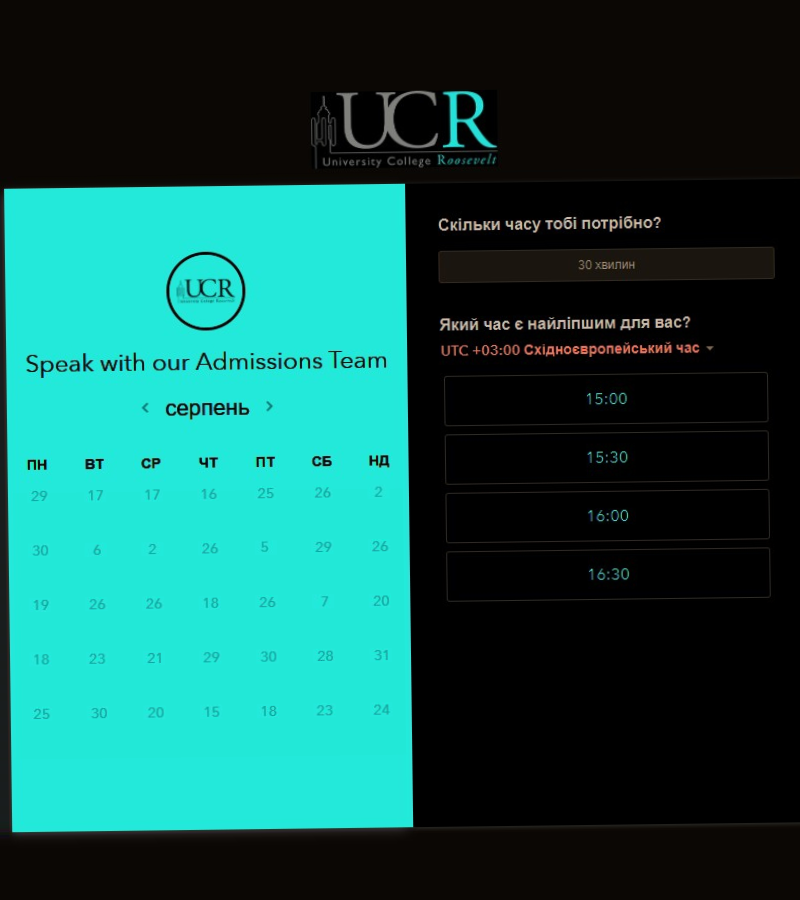 UCR
University College Roosevelt
UCR
University College Roosevelt
Speak with our Admissions Team
серпень
ПН ВТ СР ЧТ ПТ СБ НД
29 17 17 16 25 26 2
30 6 2 26 5 29 26
19 26 26 18 26 7 20
18 23 21 29 30 28 31
25 30 20 15 18 23 24
Скільки часу тобі потрібно?
30 хвилин
Який час є найліпшим для вас?
UTC +03:00 Східноєвропейський час
15:00
15:30
16:00
16:30